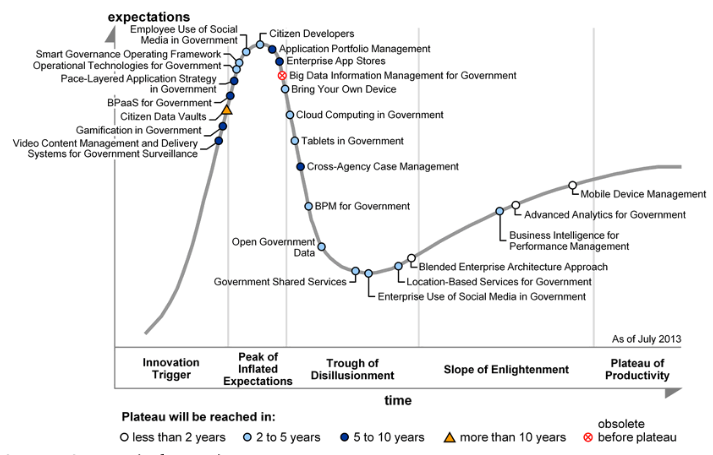 expectations
Employee Use of Social
Media in Government
Smart Governance Operating Framework
Operational Technologies for Government
Pace-Layered Application Strategy
in Government
BPaaS for Government
Citizen Data Vaults
Gamification in Government
Video Content Management and Delivery
Systems for Government Surveillance
Citizen Developers
Application Portfolio Management
Enterprise App Stores
Big Data Information Management for Government
Bring Your Own Device
Cloud Computing in Government
Tablets in Government
Cross-Agency Case Management
BPM for Government
Open Government
Data
Government Shared Services
Enterprise Use of Social Media in Government
Location-Based Services for Government
Blended Enterprise Architecture Approach
Business Intelligence for
Performance Management
Advanced Analytics for Government
Mobile Device Management
As of July 2013
Innovation
Trigger
Peak of
Inflated
Expectations
Trough of
Disillusionment
Slope of Enlightenment
Plateau of
Productivity
time
Plateau will be reached in:
less than 2 years
2 to 5 years
5 to 10 years
more than 10 years
obsolete
before plateau